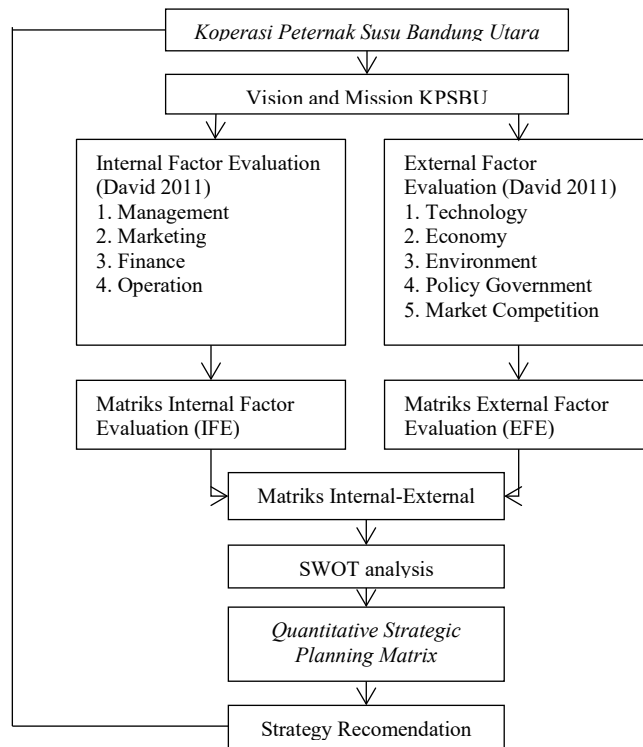 Koperasi Peternak Susu Bandung Utara
Vision and Mission KPSBU
Internal Factor Evaluation
(David 2011)
1. Management
2. Marketing
3. Finance
4. Operation
External Factor
Evaluation (David 2011)
1. Technology
2. Economy
3. Environment
4. Policy Government
5. Market Competition
Matriks Internal Factor
Evaluation (IFE)
Matriks External Factor
Evaluation (EFE)
Matriks Internal-External
SWOT analysis
Quantitative Strategic
Planning Matrix
Strategy Recomendation